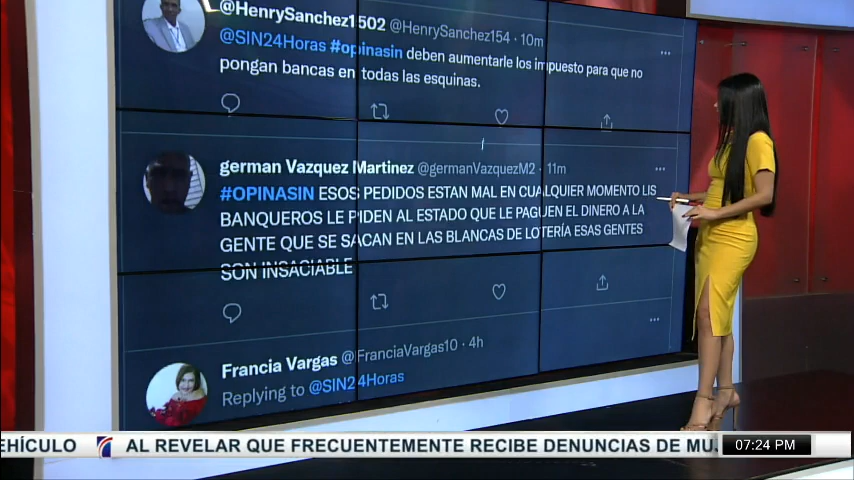 @HenrySanchez1502 @HenrySanchez154 · 10m
@SIN24Horas #opinasin deben aumentarle los impuesto para que no
pongan bancas en todas las esquinas.
german Vazquez Martinez @germanVazquezM2 · 11m
#OPINASIN ESOS PEDIDOS ESTAN MAL EN CUALQUIER MOMENTO LIS
BANQUEROS LE PIDEN AL ESTADO QUE LE PAGUEN EL DINERO A LA
GENTE QUE SE SACAN EN LAS BLANCAS DE LOTERÍA ESAS GENTES
SON INSACIABLE
Francia Vargas @FranciaVargas10 · 4h
Replying to @SIN24Horas
EHÍCULO AL REVELAR QUE FRECUENTEMENTE RECIBE DENUNCIAS DE MUJ 07:24 PM